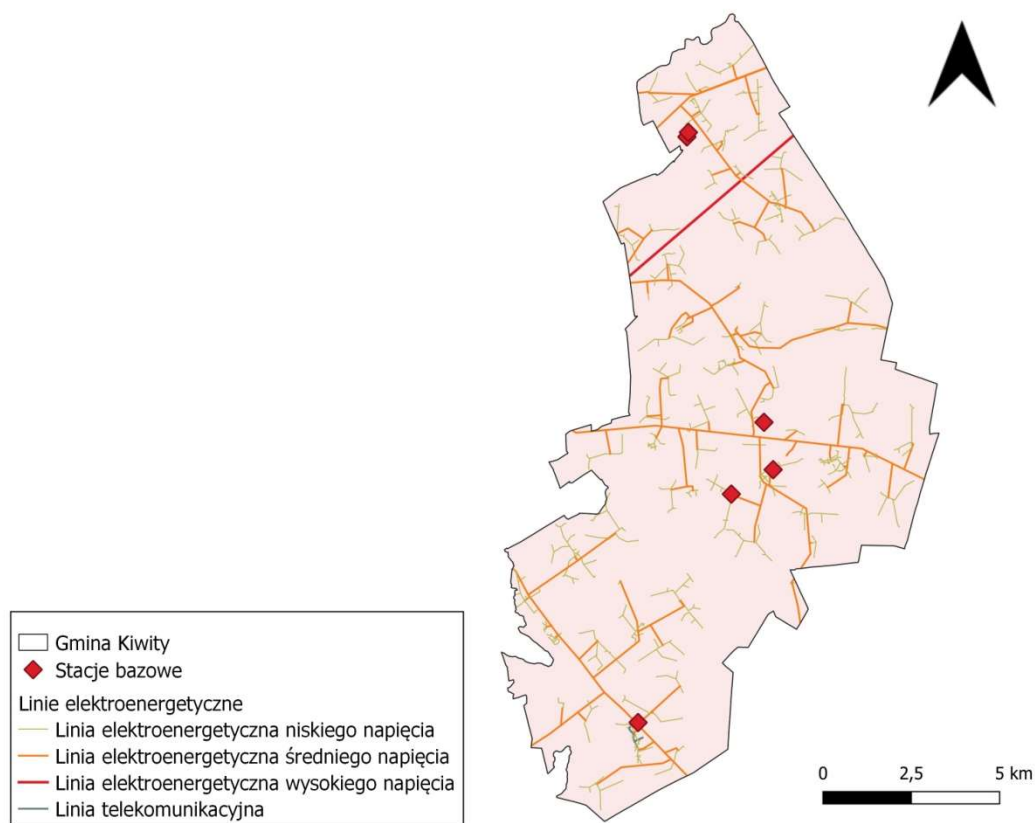 Gmina Kiwity
Stacje bazowe
Linie elektroenergetyczne
Linia elektroenergetyczna niskiego napięcia
Linia elektroenergetyczna średniego napięcia
Linia elektroenergetyczna wysokiego napięcia
Linia telekomunikacyjna
0 2,5 5 km